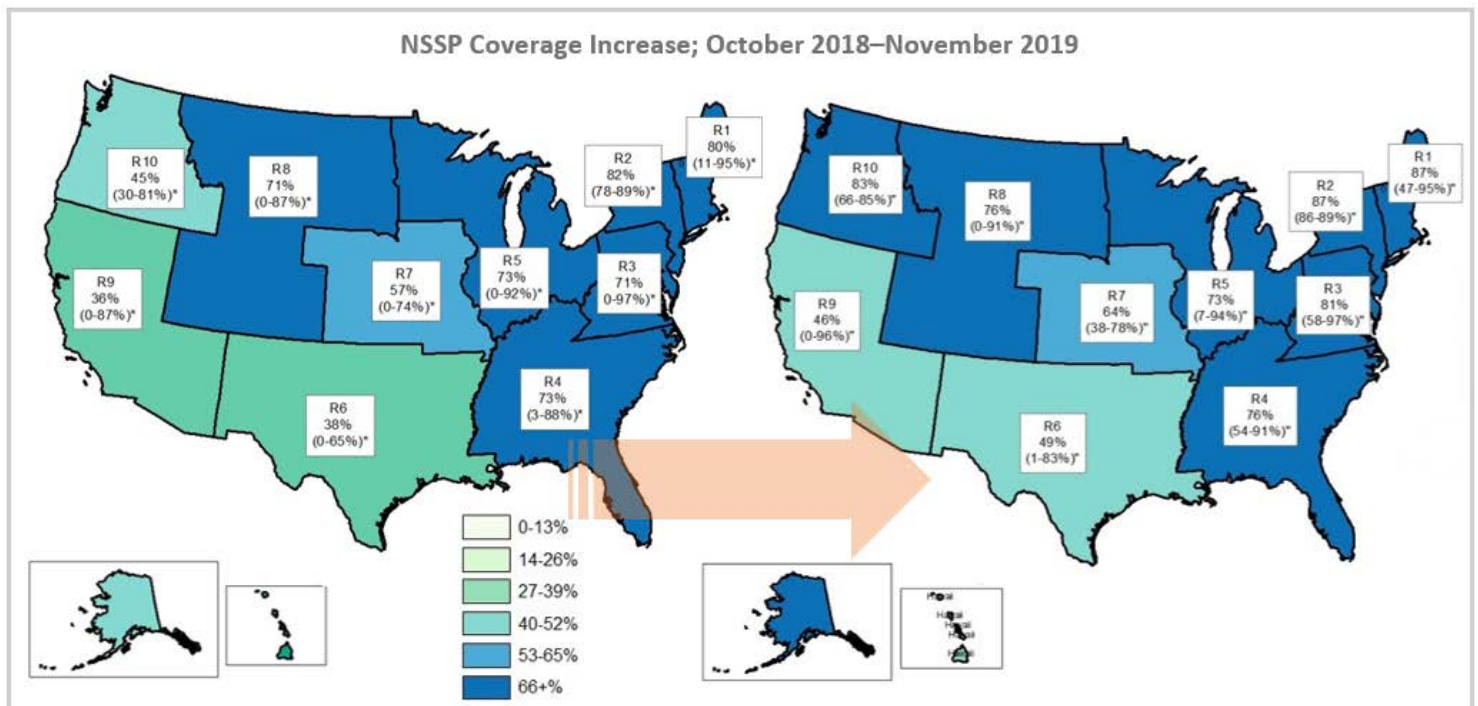 NSSP Coverage Increase; October 2018–November 2019
R1
80%
(11-95%)*
R2
82%
(78-89%)*
R10
45%
(30-81%)*
R8
71%
(0-87%)*
R5
73%
(0-92%)*
R3
71%
0-97%)*
R7
57%
(0-74%)*
R9
36%
(0-87%)*
R4
73%
(3-88%)*
R6
38%
(0-65%)*
0-13%
14-26%
27-39%
40-52%
53-65%
66+%
R1
87%
(47-95%)*
R2
87%
(86-89%)*
R10
83%
(66-85%)*
R8
76%
(0-91%)*
R5
73%
(7-94%)*
R3
81%
(58-97%)*
R7
64%
(38-78%)*
R9
46%
(0-96%)*
R4
76%
(54-91%)*
R6
49%
(1-83%)*
Hawaii
Hawaii
Hawaii
Hawaii
Hawaii